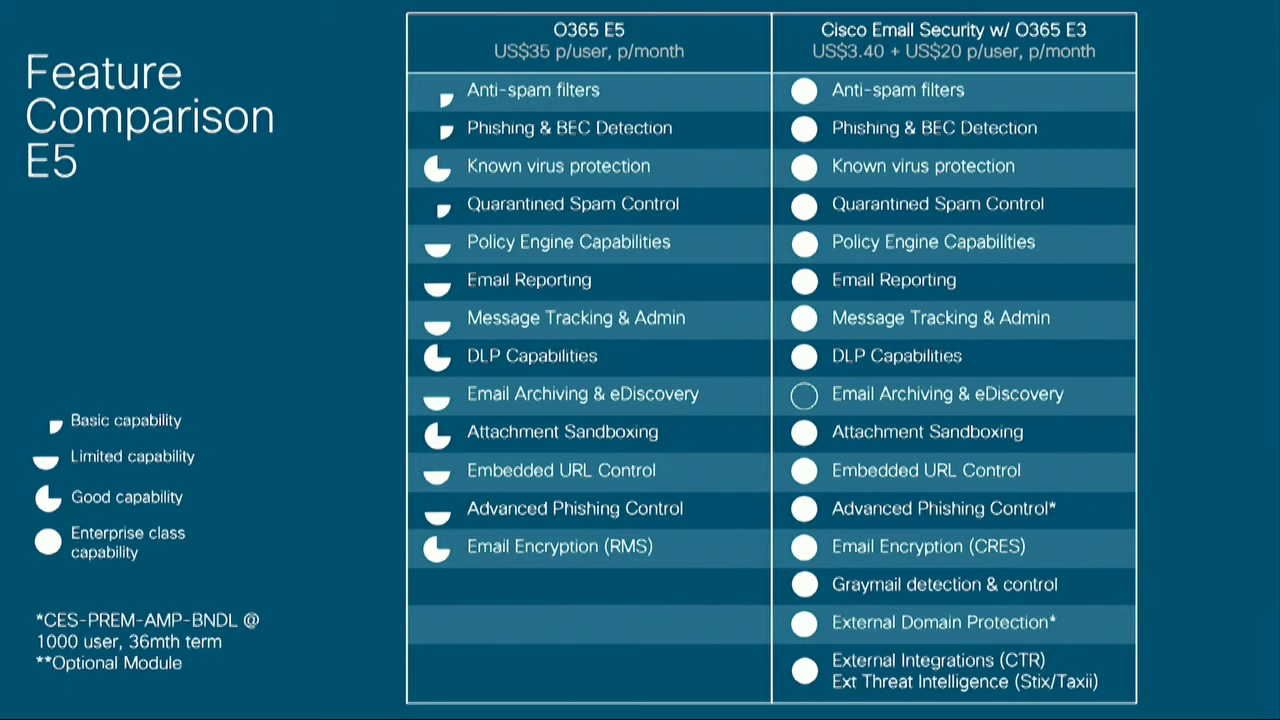 Feature
Comparison
E5
Basic capability
Limited capability
Good capability
Enterprise class
capability
*CES-PREM-AMP-BNDL @
1000 user, 36mth term
**Optional Module
O365 E5
US$35 p/user, p/month
Anti-spam filters
Phishing & BEC Detection
Known virus protection
Quarantined Spam Control
Policy Engine Capabilities
Email Reporting
Message Tracking & Admin
DLP Capabilities
Email Archiving & eDiscovery
Attachment Sandboxing
Embedded URL Control
Advanced Phishing Control
Email Encryption (RMS)
Cisco Email Security w/ O365 E3
US$3.40 + US$20 p/user, p/month
Anti-spam filters
Phishing & BEC Detection
Known virus protection
Quarantined Spam Control
Policy Engine Capabilities
Email Reporting
Message Tracking & Admin
DLP Capabilities
Email Archiving & eDiscovery
Attachment Sandboxing
Embedded URL Control
Advanced Phishing Control*
Email Encryption (CRES)
Graymail detection & control
External Domain Protection*
External Integrations (CTR)
Ext Threat Intelligence (Stix/Taxii)